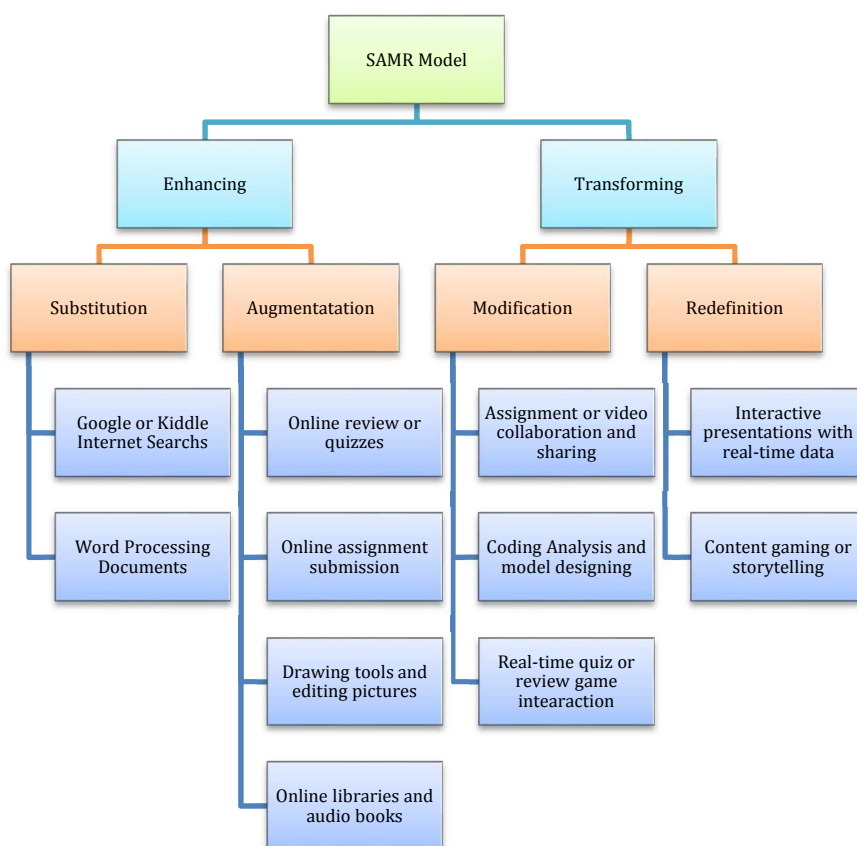 SAMR Model
Enhancing
Transforming
Substitution
Augmentatation
Modification
Redefinition
Google or Kiddle
Internet Searchs
Word Processing
Documents
Online review or
quizzes
Online assignment
submission
Drawing tools and
editing pictures
Online libraries and
audio books
Assignment or video
collaboration and
sharing
Coding Analysis and
model designing
Real-time quiz or
review game
intearaction
Interactive
presentations with
real-time data
Content gaming or
storytelling